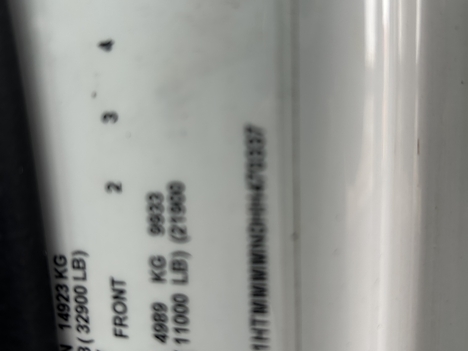 14923 KG
( 32900 LB)
FRONT 2 3 4
4989 KG 9933
11000 LB) (21900